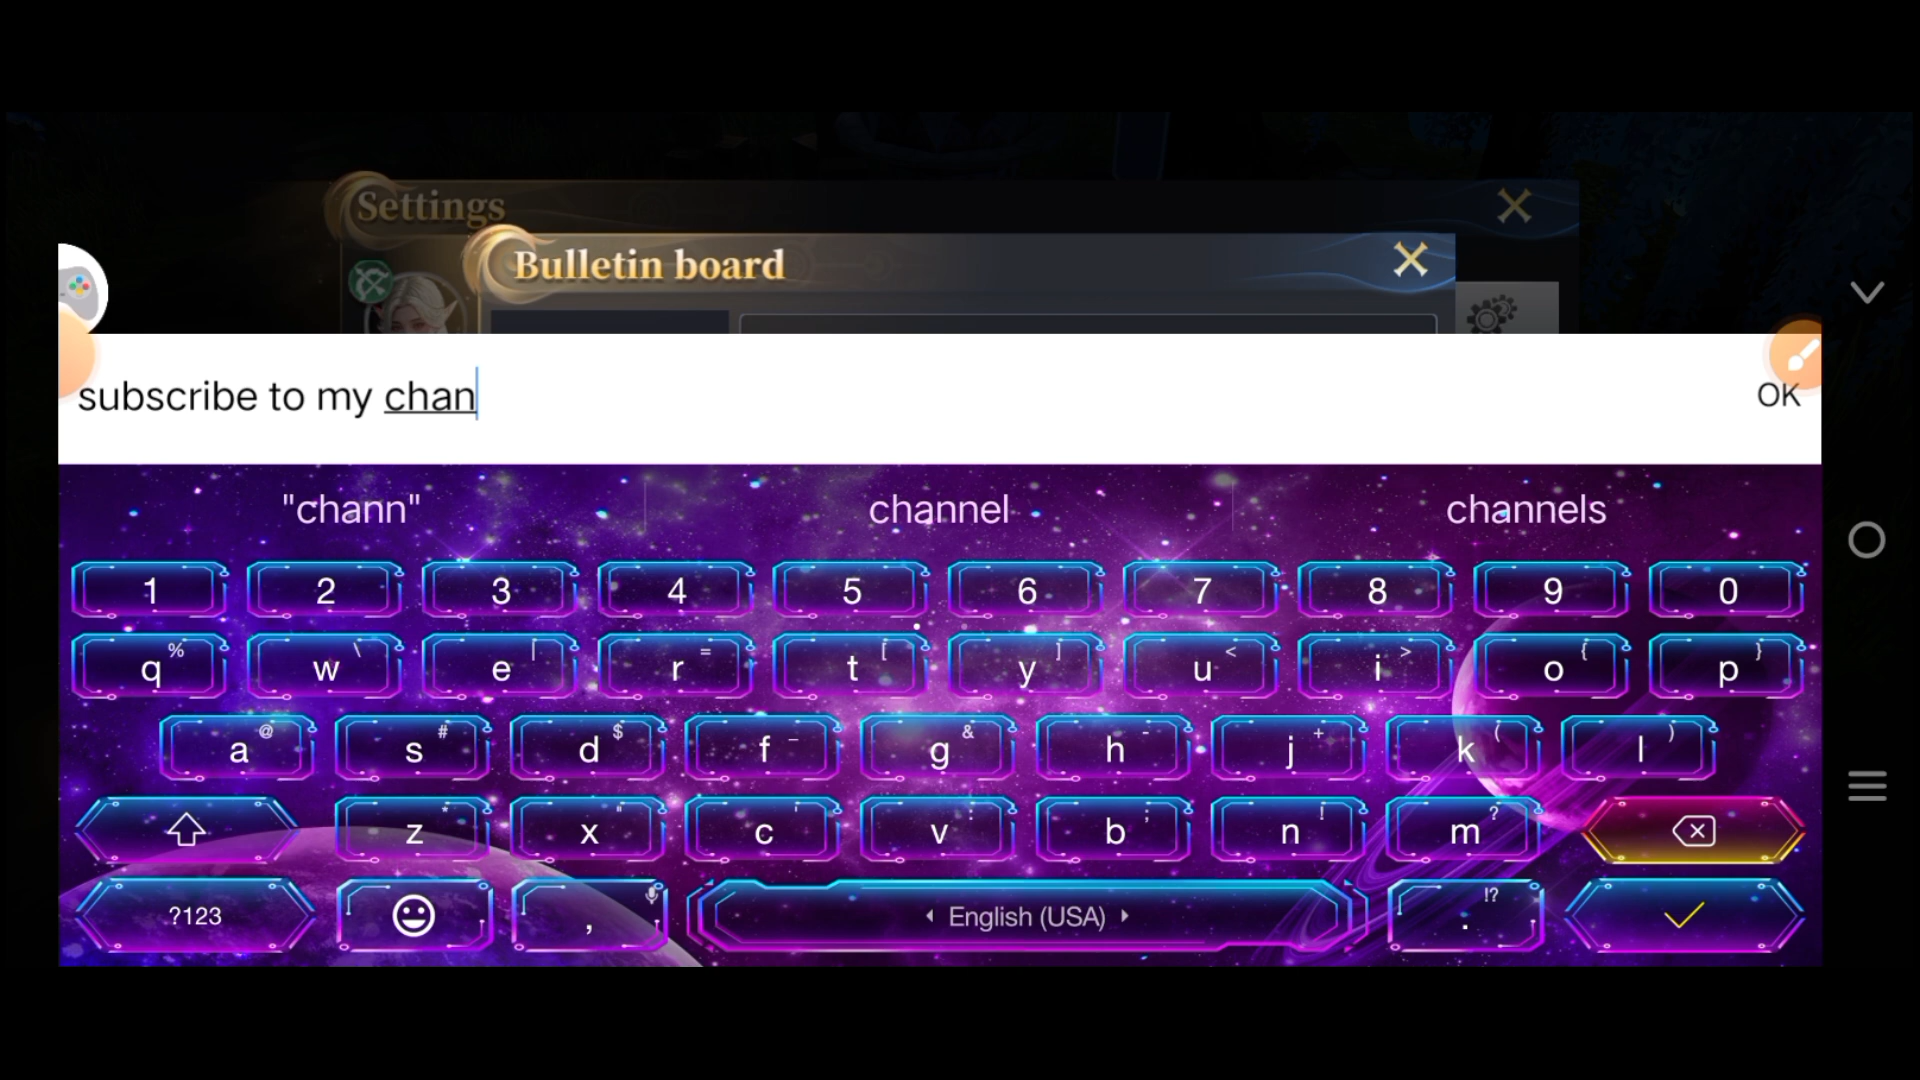 Settings
Bulletin board
subscribe to my chan
OK
"chann" channel channels
1 2 3 4 5 6 7 8 9 0
q % w \ e | r = t [ y ] u < i > o { p }
a @ s # d $ f _ g & h - j + k ( l )
z * x " c ' v : b ; n ! m ?
?123 , English (USA) . !?